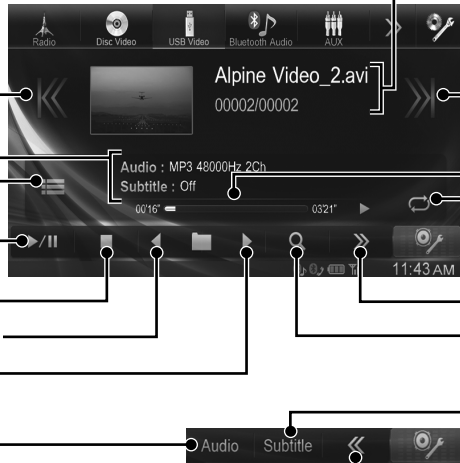 Radio
Disc Video
USB Video
Bluetooth Audio
AUX
Alpine Video_2.avi
00002/00002
Audio : MP3 48000Hz 2Ch
Subtitle : Off
00'16"
03'21"
11:43 AM
Audio
Subtitle